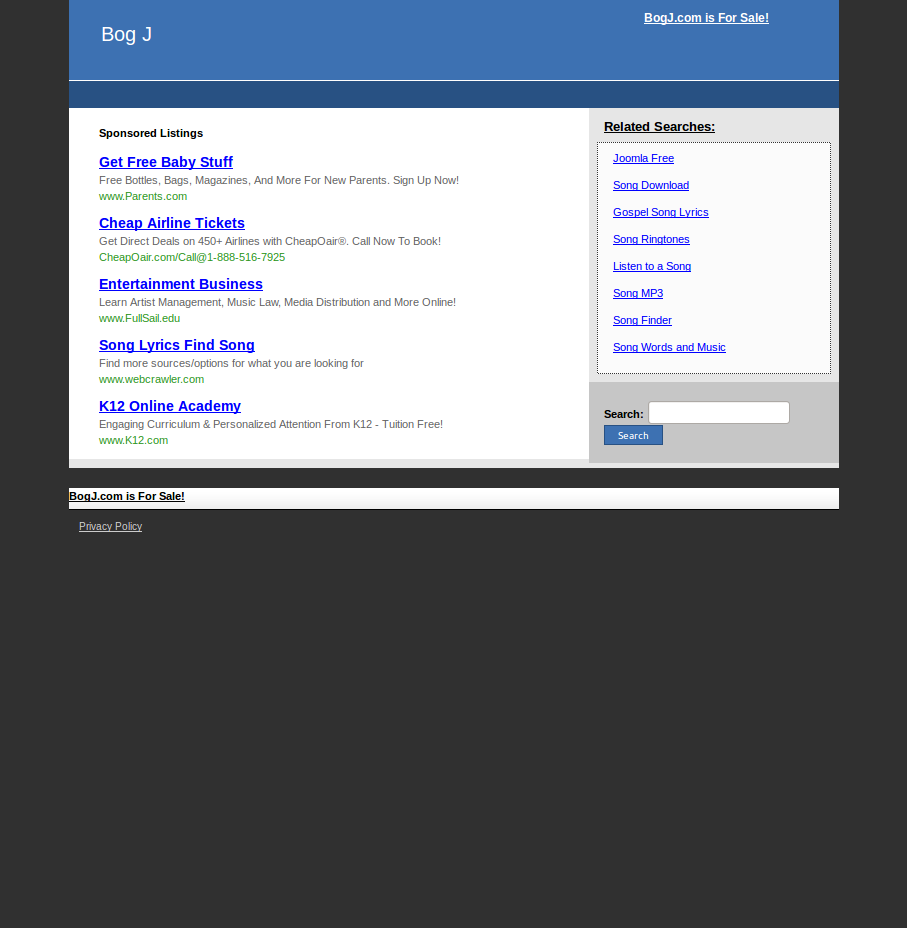 Bog J
BogJ.com is For Sale!
Sponsored Listings
Get Free Baby Stuff
Free Bottles, Bags, Magazines, And More For New Parents. Sign Up Now!
www.Parents.com
Cheap Airline Tickets
Get Direct Deals on 450+ Airlines with CheapOair®. Call Now To Book!
CheapOair.com/Call@1-888-516-7925
Entertainment Business
Learn Artist Management, Music Law, Media Distribution and More Online!
www.FullSail.edu
Song Lyrics Find Song
Find more sources/options for what you are looking for
www.webcrawler.com
K12 Online Academy
Engaging Curriculum & Personalized Attention From K12 - Tuition Free!
www.K12.com
Related Searches:
Joomla Free
Song Download
Gospel Song Lyrics
Song Ringtones
Listen to a Song
Song MP3
Song Finder
Song Words and Music
Search:
Search
BogJ.com is For Sale!
Privacy Policy